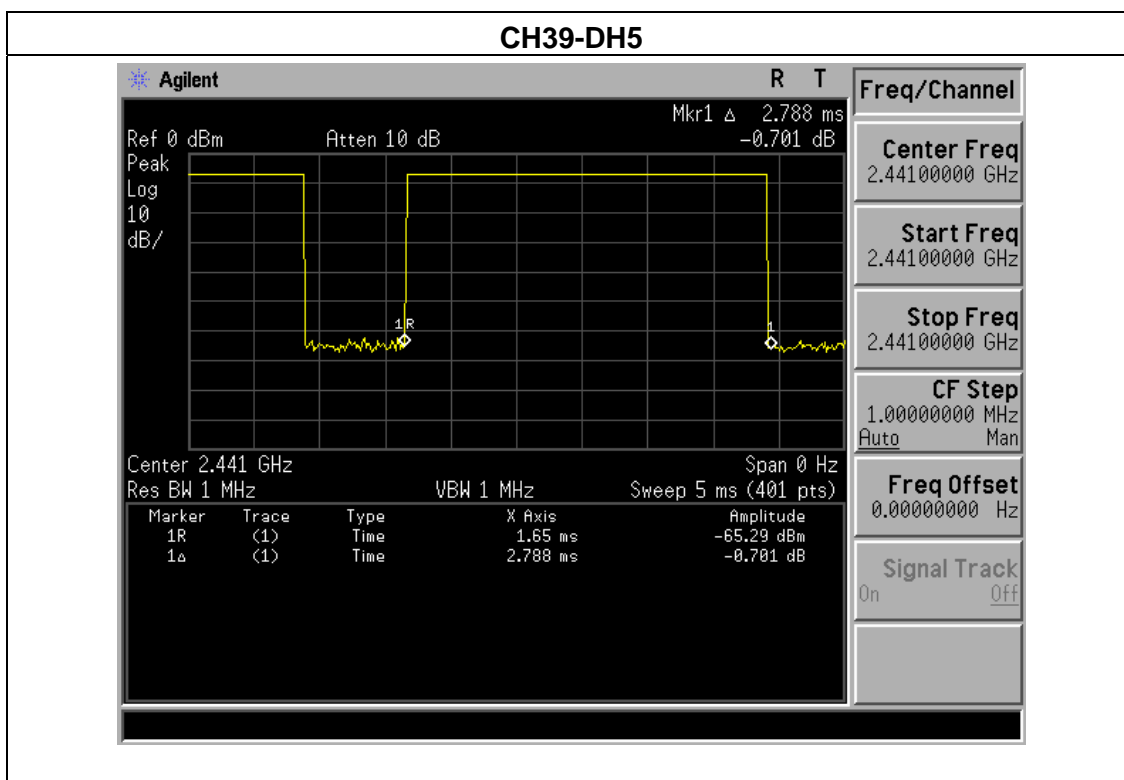 CH39-DH5
Agilent R T
Mkr1 Δ 2.788 ms
Ref 0 dBm Atten 10 dB -0.701 dB
Peak
Log
10
dB/
1R
1
Center 2.441 GHz Span 0 Hz
Res BW 1 MHz VBW 1 MHz Sweep 5 ms (401 pts)
Marker Trace Type X Axis Amplitude
1R (1) Time 1.65 ms -65.29 dBm
1Δ (1) Time 2.788 ms -0.701 dB
Freq/Channel
Center Freq
2.44100000 GHz
Start Freq
2.44100000 GHz
Stop Freq
2.44100000 GHz
CF Step
1.00000000 MHz
Auto Man
Freq Offset
0.00000000 Hz
Signal Track
On Off